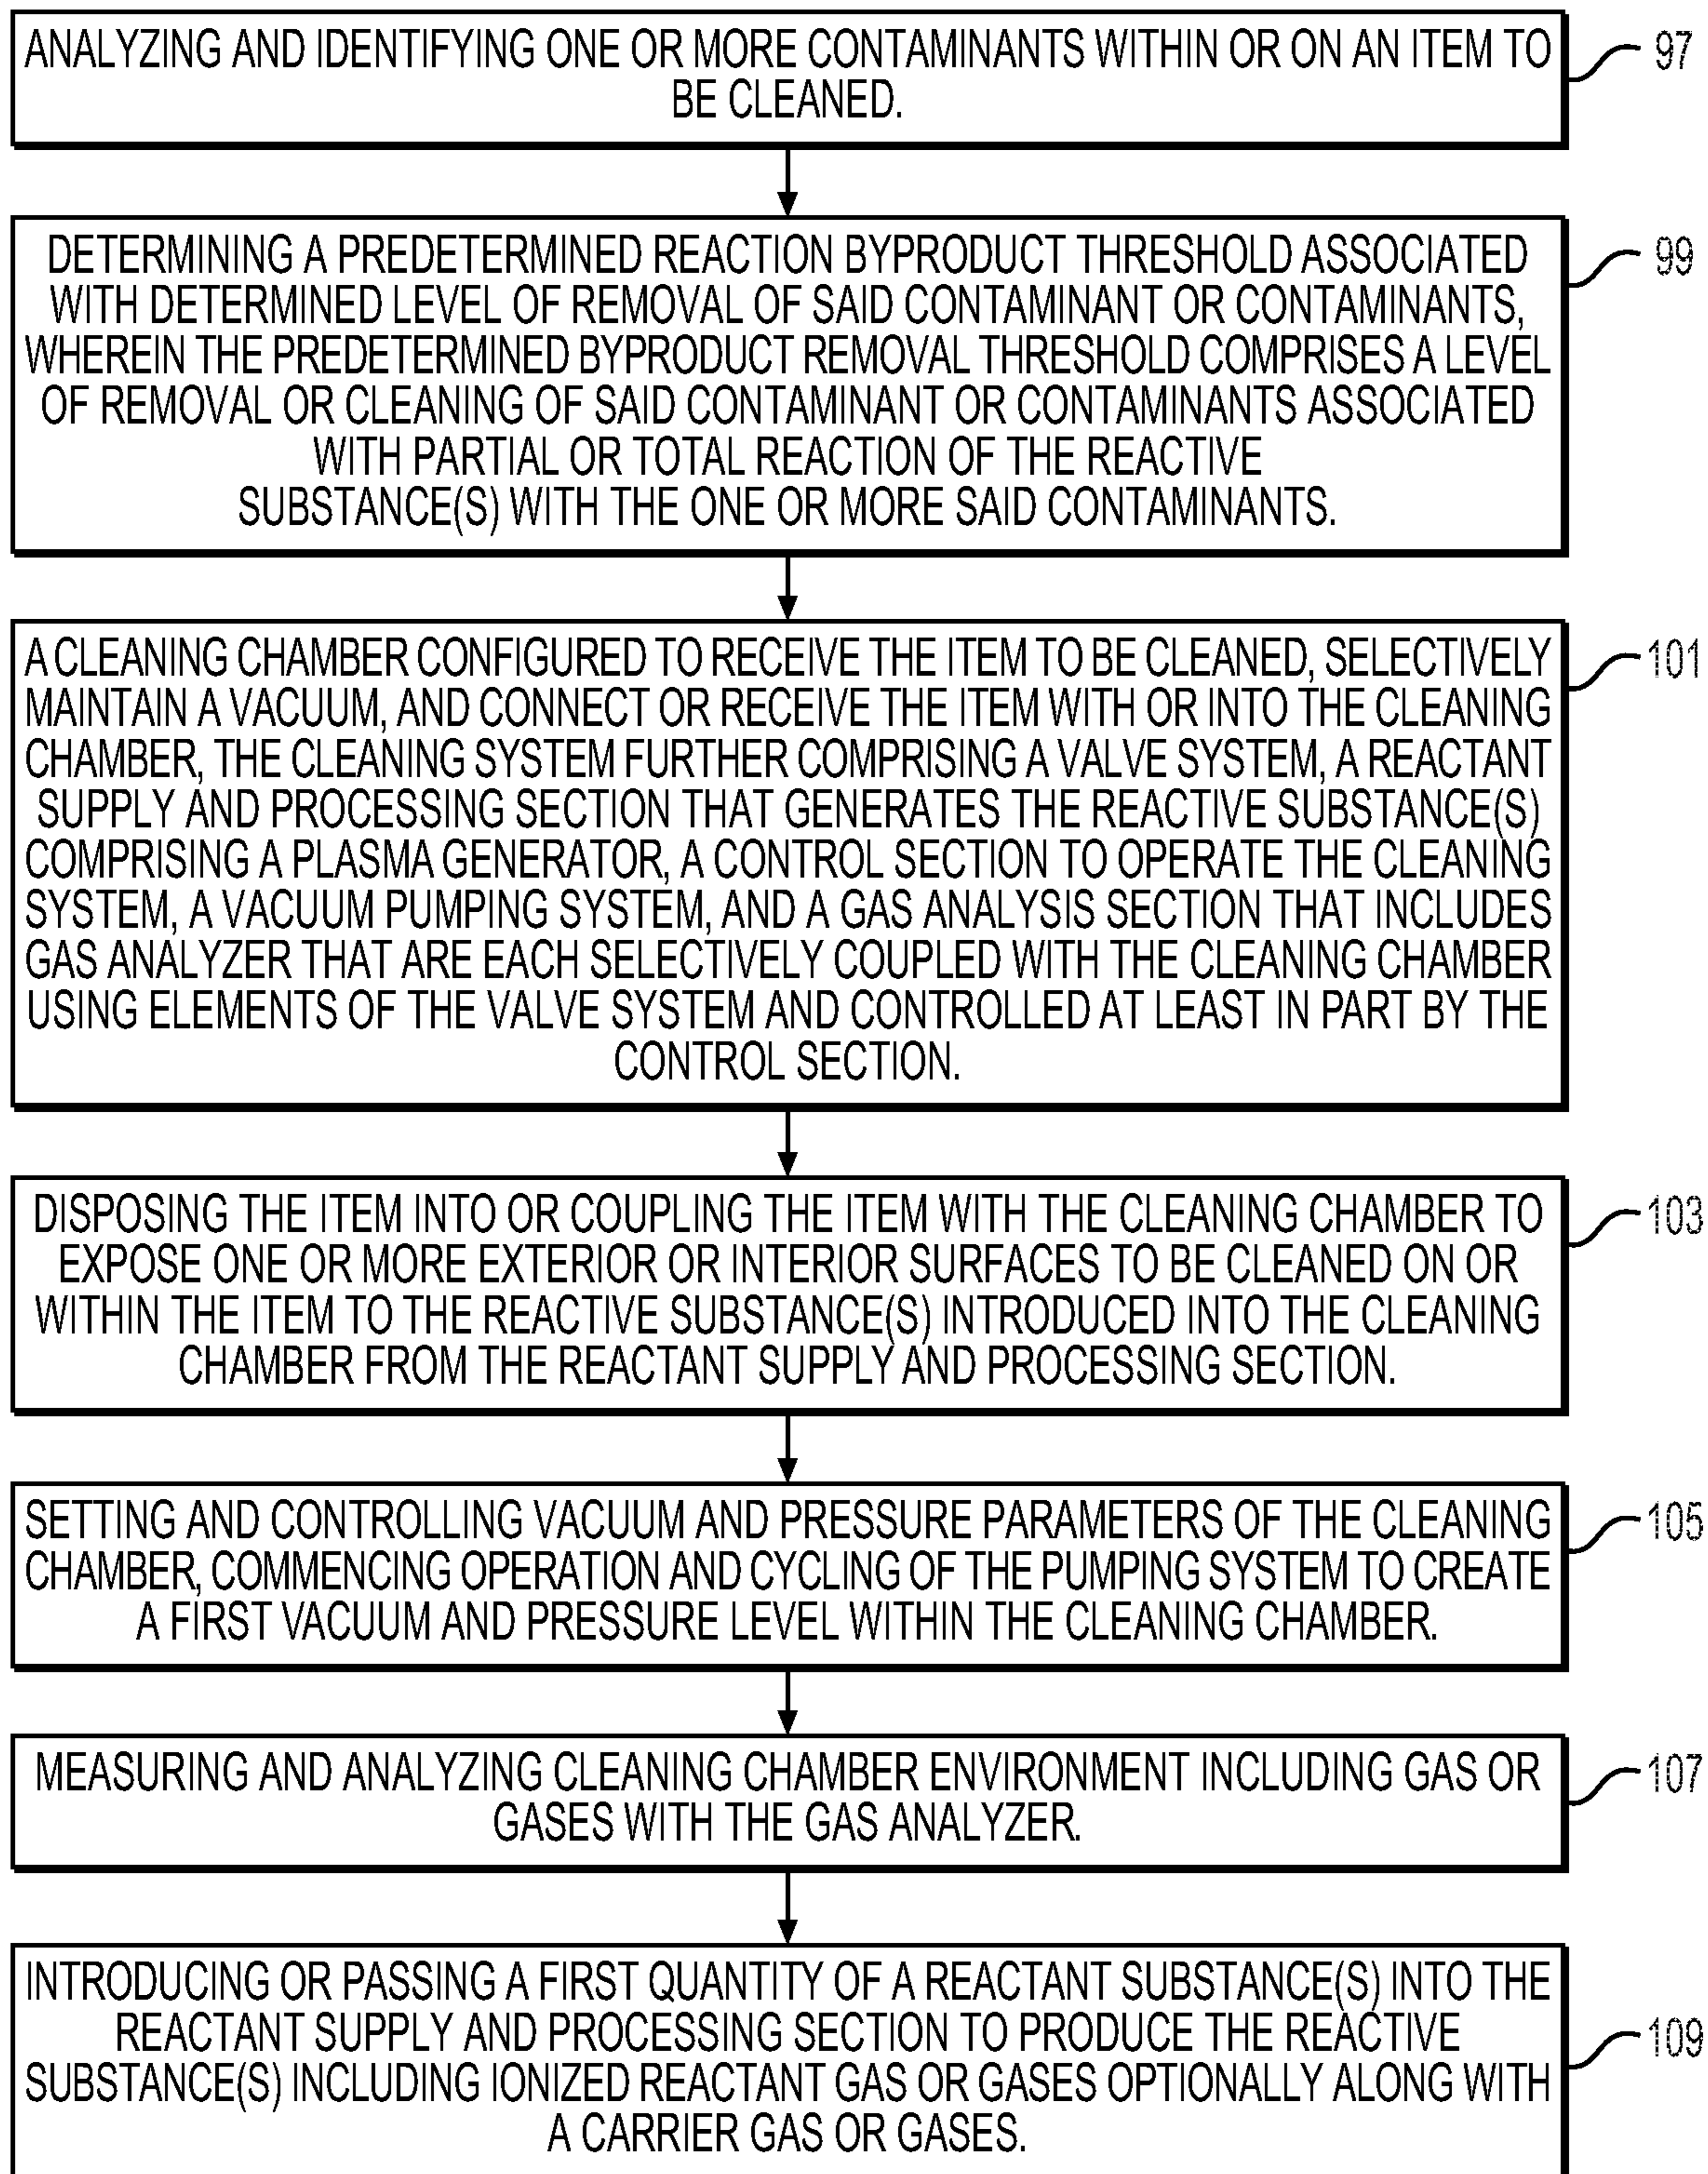 ANALYZING AND IDENTIFYING ONE OR MORE CONTAMINANTS WITHIN OR ON AN ITEM TO
BE CLEANED.
97
DETERMINING A PREDETERMINED REACTION BYPRODUCT THRESHOLD ASSOCIATED
WITH DETERMINED LEVEL OF REMOVAL OF SAID CONTAMINANT OR CONTAMINANTS,
WHEREIN THE PREDETERMINED BYPRODUCT REMOVAL THRESHOLD COMPRISES A LEVEL
OF REMOVAL OR CLEANING OF SAID CONTAMINANT OR CONTAMINANTS ASSOCIATED
WITH PARTIAL OR TOTAL REACTION OF THE REACTIVE
SUBSTANCE(S) WITH THE ONE OR MORE SAID CONTAMINANTS.
99
A CLEANING CHAMBER CONFIGURED TO RECEIVE THE ITEM TO BE CLEANED, SELECTIVELY
MAINTAIN A VACUUM, AND CONNECT OR RECEIVE THE ITEM WITH OR INTO THE CLEANING
CHAMBER, THE CLEANING SYSTEM FURTHER COMPRISING A VALVE SYSTEM, A REACTANT
SUPPLY AND PROCESSING SECTION THAT GENERATES THE REACTIVE SUBSTANCE(S)
COMPRISING A PLASMA GENERATOR, A CONTROL SECTION TO OPERATE THE CLEANING
SYSTEM, A VACUUM PUMPING SYSTEM, AND A GAS ANALYSIS SECTION THAT INCLUDES
GAS ANALYZER THAT ARE EACH SELECTIVELY COUPLED WITH THE CLEANING CHAMBER
USING ELEMENTS OF THE VALVE SYSTEM AND CONTROLLED AT LEAST IN PART BY THE
CONTROL SECTION.
101
DISPOSING THE ITEM INTO OR COUPLING THE ITEM WITH THE CLEANING CHAMBER TO
EXPOSE ONE OR MORE EXTERIOR OR INTERIOR SURFACES TO BE CLEANED ON OR
WITHIN THE ITEM TO THE REACTIVE SUBSTANCE(S) INTRODUCED INTO THE CLEANING
CHAMBER FROM THE REACTANT SUPPLY AND PROCESSING SECTION.
103
SETTING AND CONTROLLING VACUUM AND PRESSURE PARAMETERS OF THE CLEANING
CHAMBER, COMMENCING OPERATION AND CYCLING OF THE PUMPING SYSTEM TO CREATE
A FIRST VACUUM AND PRESSURE LEVEL WITHIN THE CLEANING CHAMBER.
105
MEASURING AND ANALYZING CLEANING CHAMBER ENVIRONMENT INCLUDING GAS OR
GASES WITH THE GAS ANALYZER.
107
INTRODUCING OR PASSING A FIRST QUANTITY OF A REACTANT SUBSTANCE(S) INTO THE
REACTANT SUPPLY AND PROCESSING SECTION TO PRODUCE THE REACTIVE
SUBSTANCE(S) INCLUDING IONIZED REACTANT GAS OR GASES OPTIONALLY ALONG WITH
A CARRIER GAS OR GASES.
109